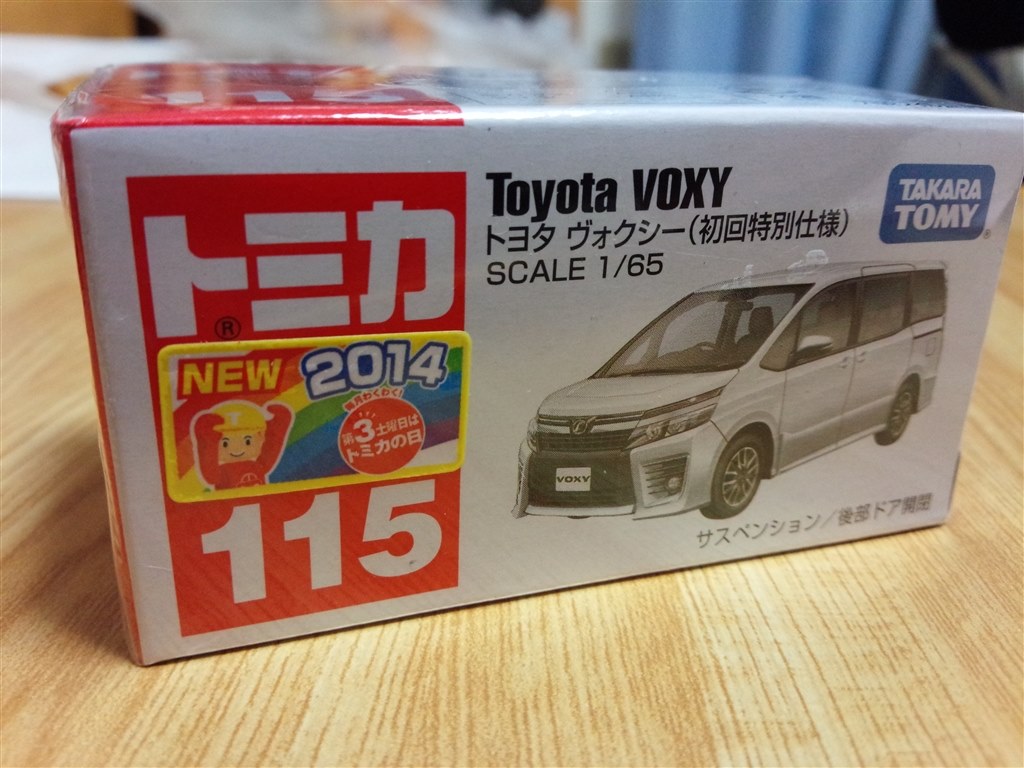 トミカ
®
NEW 2014
毎月わくわく!
第3土曜日は
トミカの日
115
Toyota VOXY
トヨタ ヴォクシー(初回特別仕様)
SCALE 1/65
TAKARA
TOMY
®
VOXY
サスペンション/後部ドア開閉